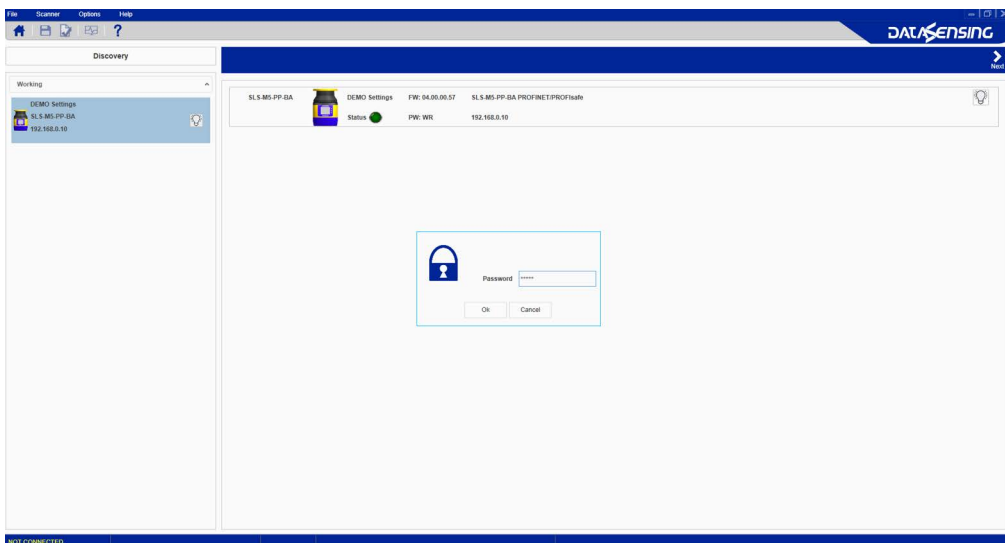 File Scanner Options Help
DATASENSING
Discovery
Next
Working
DEMO Settings
SLS-M5-PP-BA
192.168.0.10
SLS-M5-PP-BA DEMO Settings FW: 04.00.00.57 SLS-M5-PP-BA PROFINET/PROFIsafe
Status PW: WR 192.168.0.10
Password *****
Ok Cancel
NOT CONNECTED